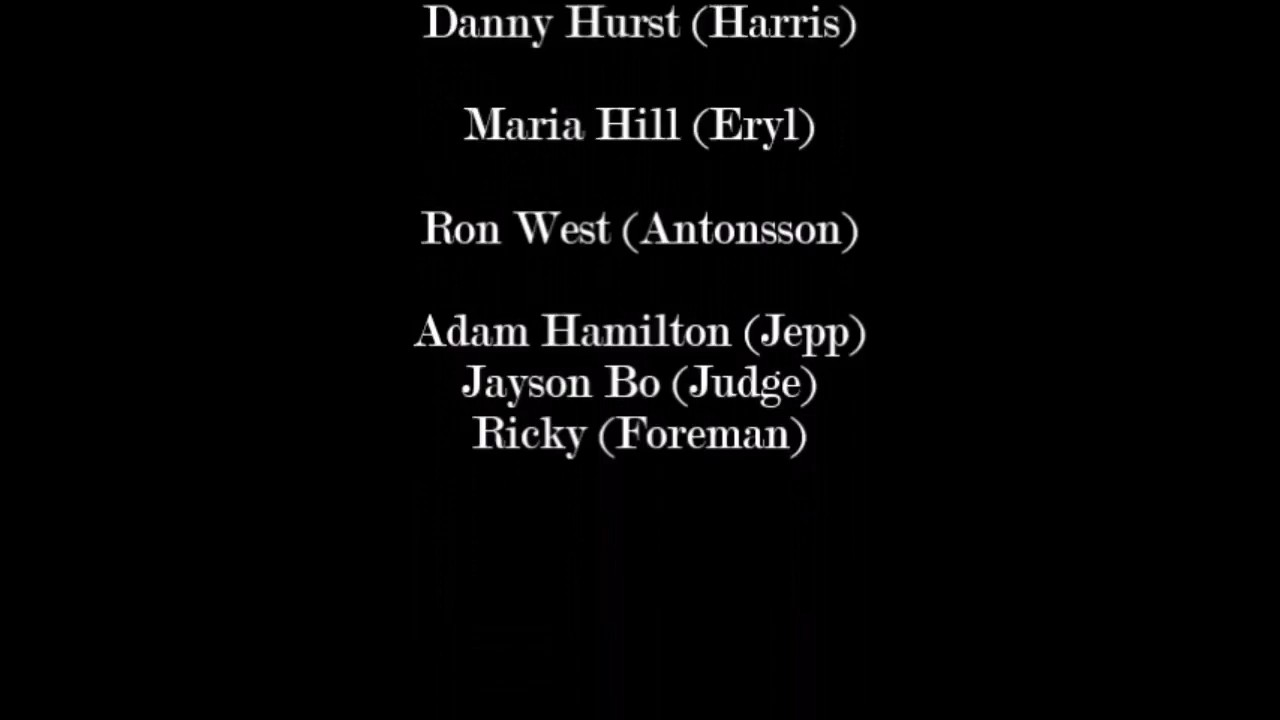 Danny Hurst (Harris)
Maria Hill (Eryl)
Ron West (Antonsson)
Adam Hamilton (Jepp)
Jayson Bo (Judge)
Ricky (Foreman)